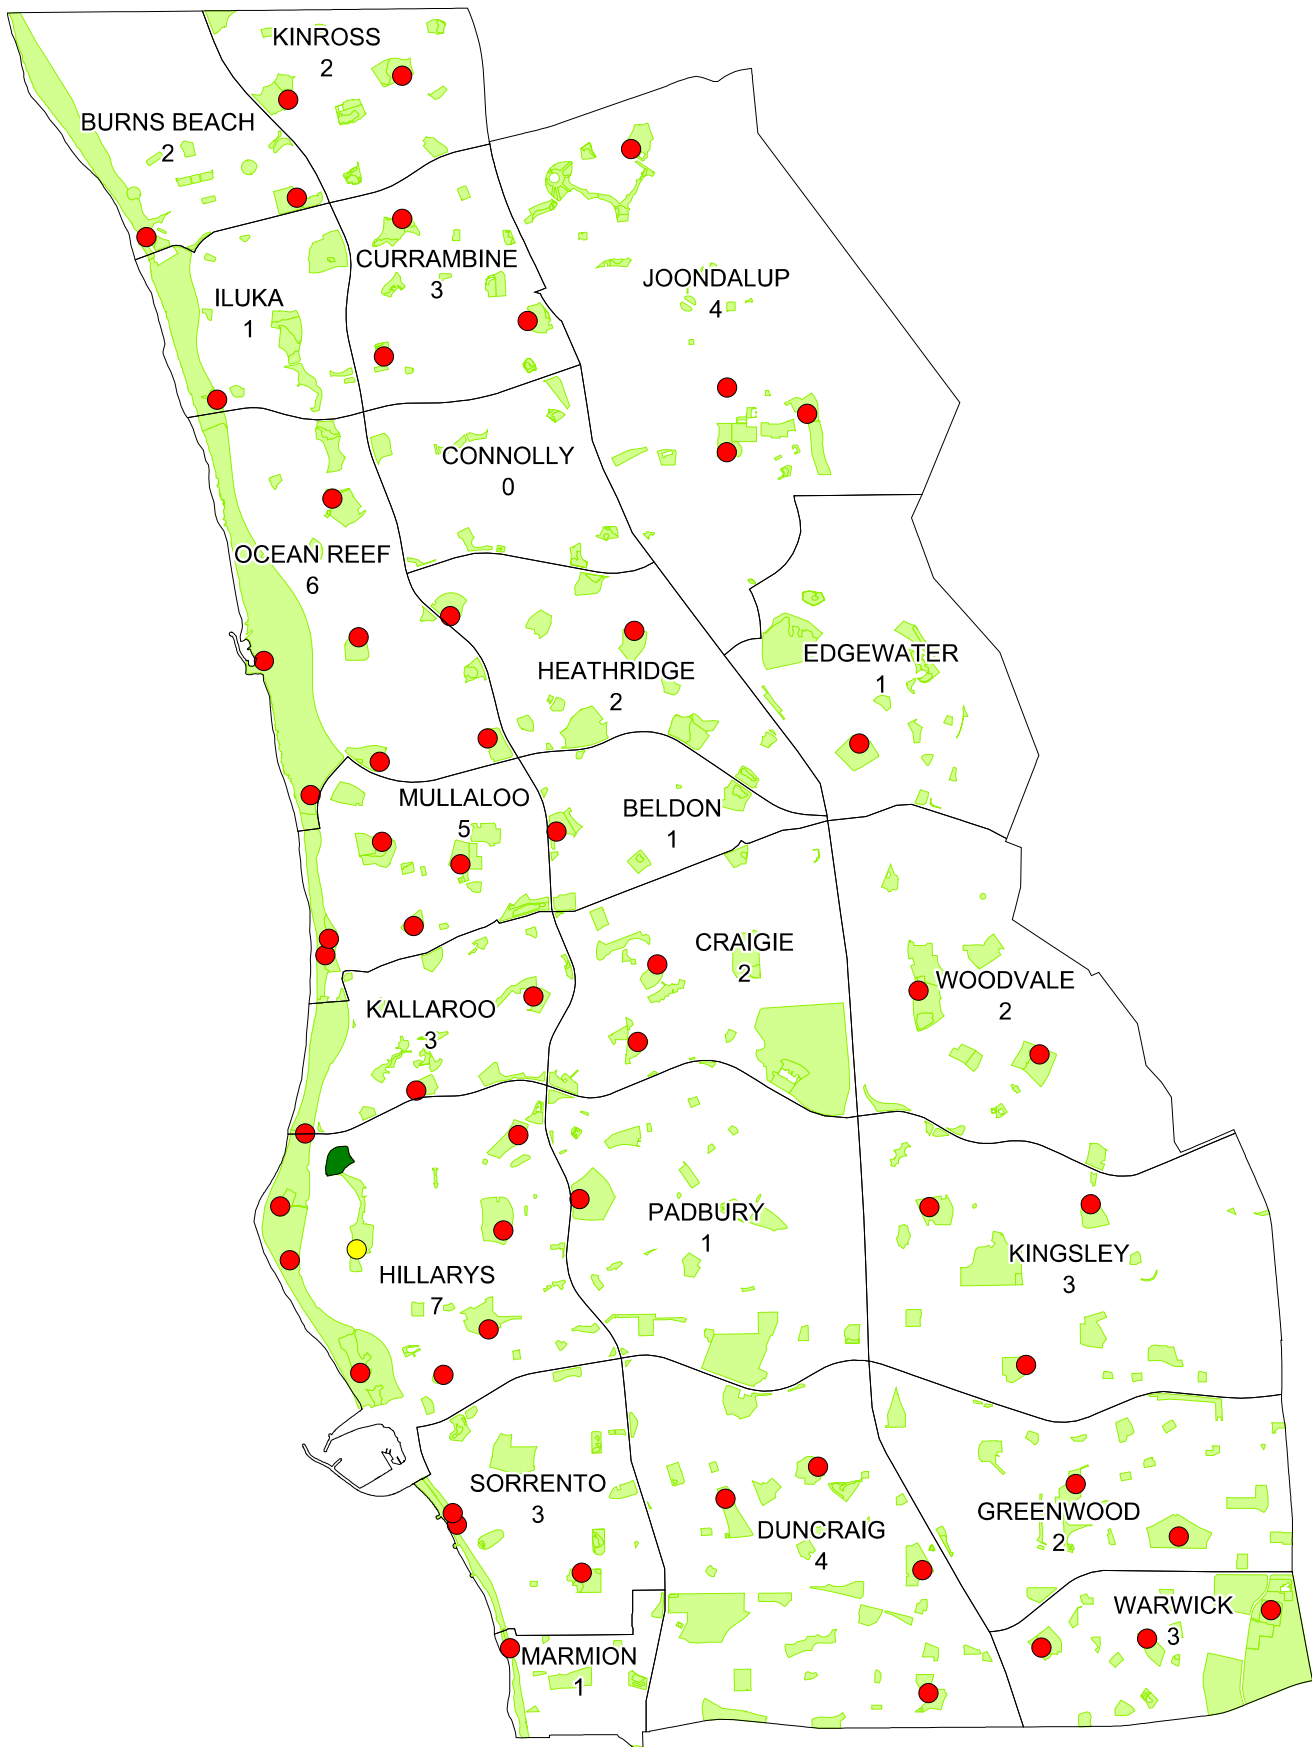 KINROSS
2
BURNS BEACH
2
CURRAMBINE
3
JOONDALUP
4
ILUKA
1
CONNOLLY
0
OCEAN REEF
6
HEATHRIDGE
2
EDGEWATER
1
MULLALOO
5
BELDON
1
CRAIGIE
2
WOODVALE
2
KALLAROO
3
PADBURY
1
KINGSLEY
3
HILLARYS
7
SORRENTO
3
DUNCRAIG
4
GREENWOOD
2
WARWICK
3
MARMION
1